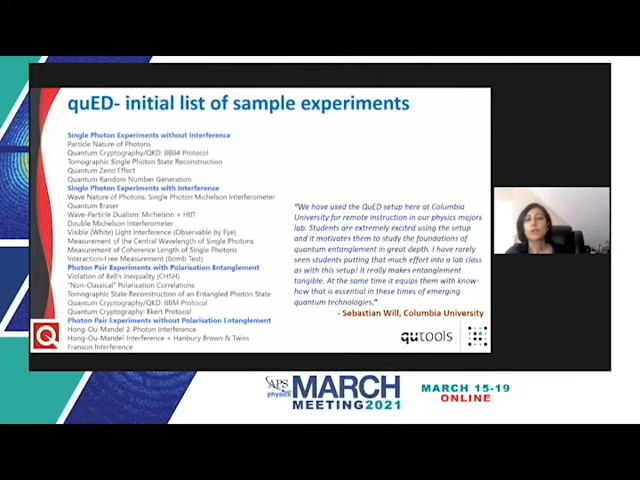 quED- initial list of sample experiments
Single Photon Experiments without Interference
Particle Nature of Photons
Quantum Cryptography/QKD: BB84 Protocol
Tomographic Single Photon State Reconstruction
Quantum Zeno Effect
Quantum Random Number Generation
Single Photon Experiments with Interference
Wave Nature of Photons: Single Photon Michelson Interferometer
Quantum Eraser
Wave-Particle Dualism: Michelson + HBT
Double Michelson Interferometer
Visible (White) Light Interference (Observable by Eye)
Measurement of the Central Wavelength of Single Photons
Measurement of Coherence Length of Single Photons
Interaction-Free Measurement (Bomb Test)
Photon Pair Experiments with Polarisation Entanglement
Violation of Bell's Inequality (CHSH)
"Non-Classical" Polarisation Correlations
Tomographic State Reconstruction of an Entangled Photon State
Quantum Cryptography/QKD: BBM Protocol
Quantum Cryptography: Ekert Protocol
Photon Pair Experiments without Polarisation Entanglement
Hong-Ou-Mandel 2-Photon Interference
Hong-Ou-Mandel Interference + Hanbury Brown & Twiss
Franson Interference
"We have used the QuED setup here at Columbia
University for remote instruction in our physics majors
lab. Students are extremely excited using the setup
and it motivates them to study the foundations of
quantum entanglement in great depth. I have rarely
seen students putting that much effort into a lab class
as with this setup! It really makes entanglement
tangible. At the same time it equips them with know-
how that is essential in these times of emerging
quantum technologies."
- Sebastian Will, Columbia University
Q
qutools
APS
physics
MARCH
MEETING2021
MARCH 15-19
ONLINE